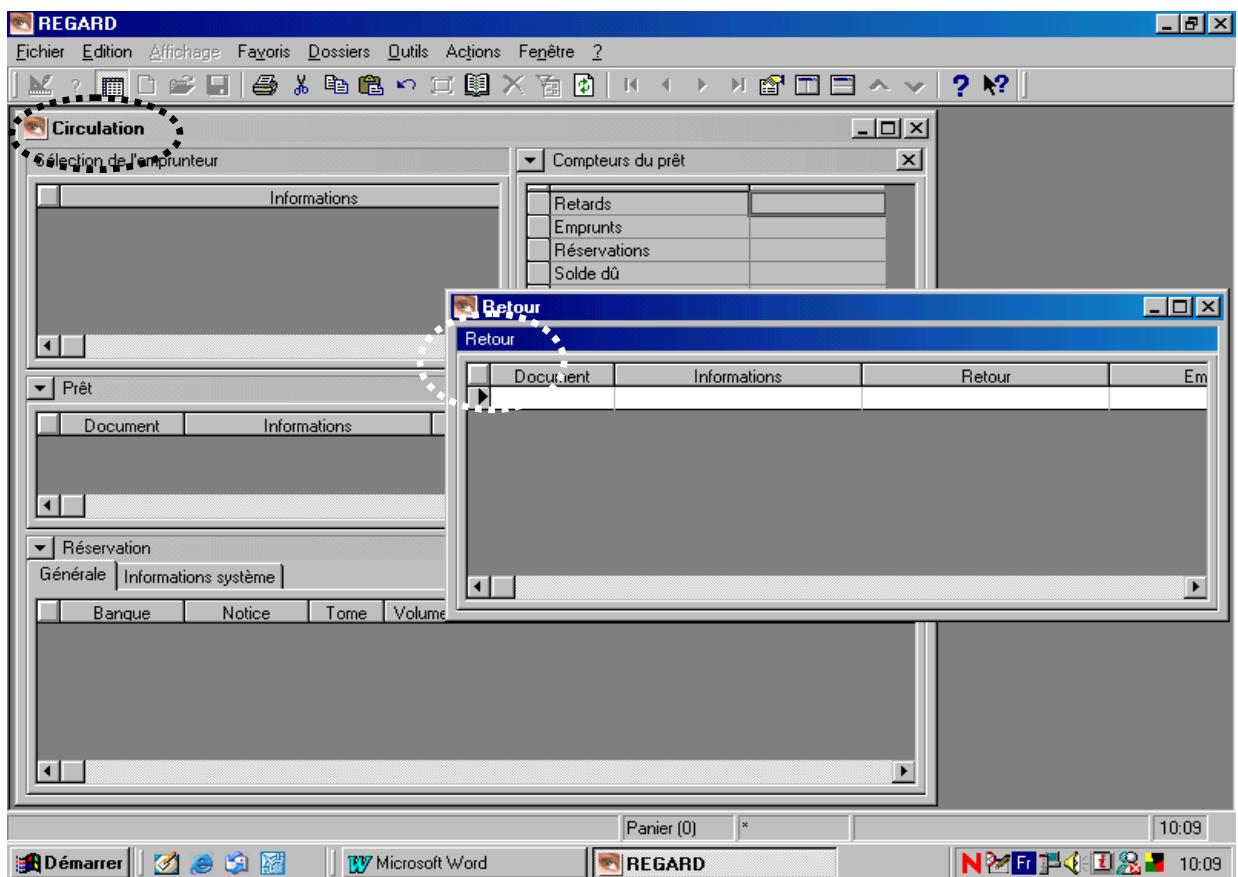 REGARD
Fichier Edition Affichage Favoris Dossiers Outils Actions Fenêtre ?
Circulation
Sélection de l'emprunteur
Compteurs du prêt
Informations
Retards
Emprunts
Réservations
Solde dû
Retour
Retour
Document Informations Retour Em
Prêt
Document Informations
Réservation
Générale Informations système
Banque Notice Tome Volume
Panier (0) * 10:09
Démarrer Microsoft Word REGARD Fr 10:09